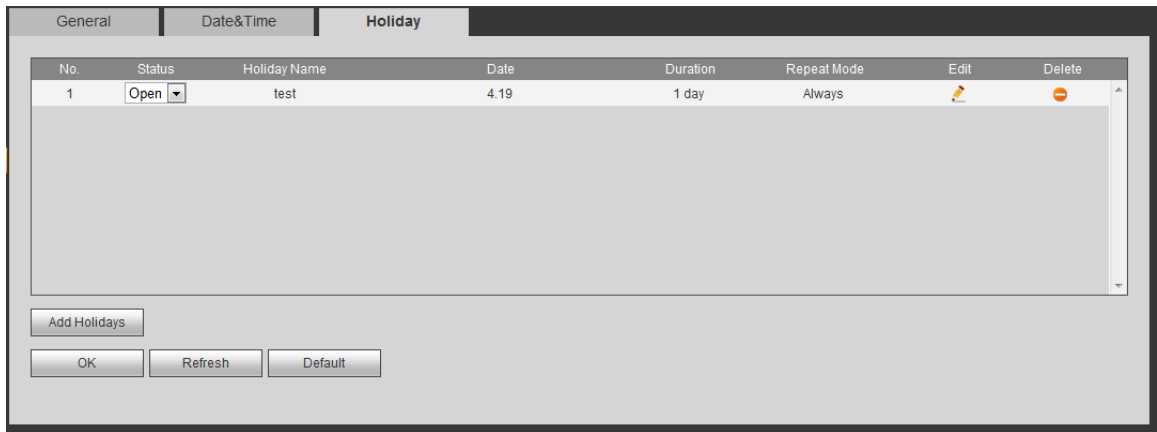 General Date&Time Holiday
No. Status Holiday Name Date Duration Repeat Mode Edit Delete
1 Open test 4.19 1 day Always
Add Holidays
OK Refresh Default